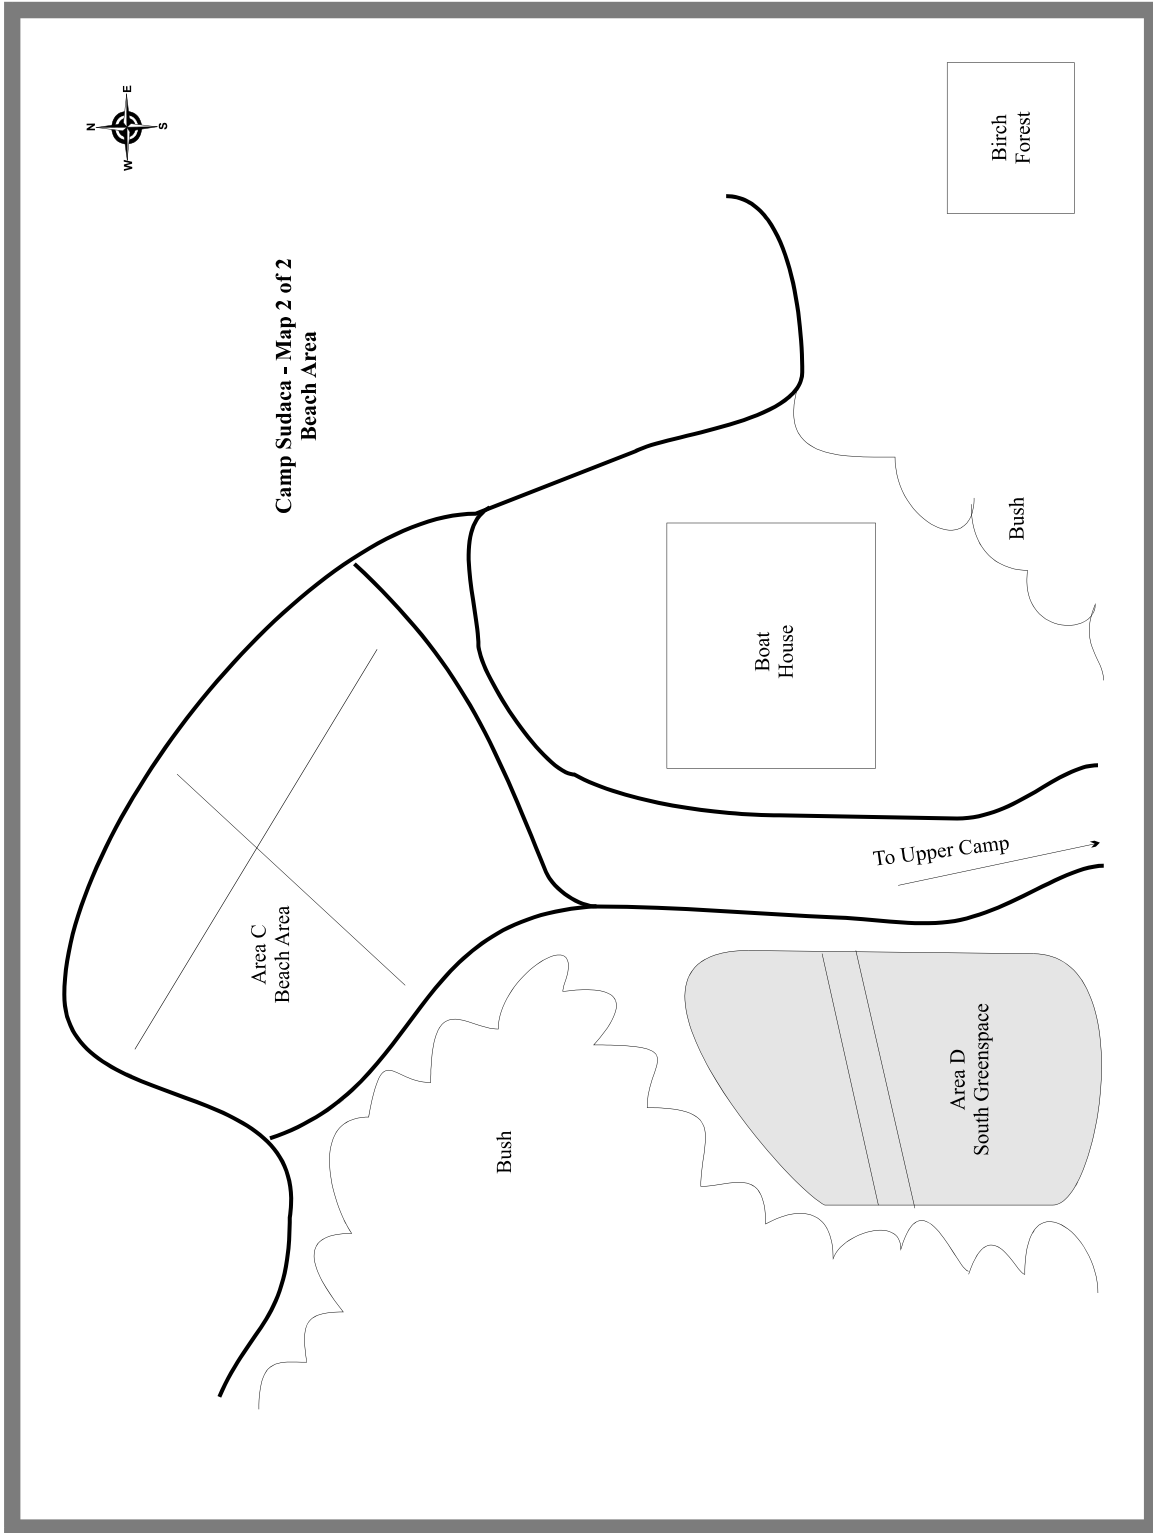 N
E
W
S
Camp Sudaca - Map 2 of 2
Beach Area
Birch
Forest
Bush
Boat
House
To Upper Camp
Area C
Beach Area
Area D
South Greenspace
Bush